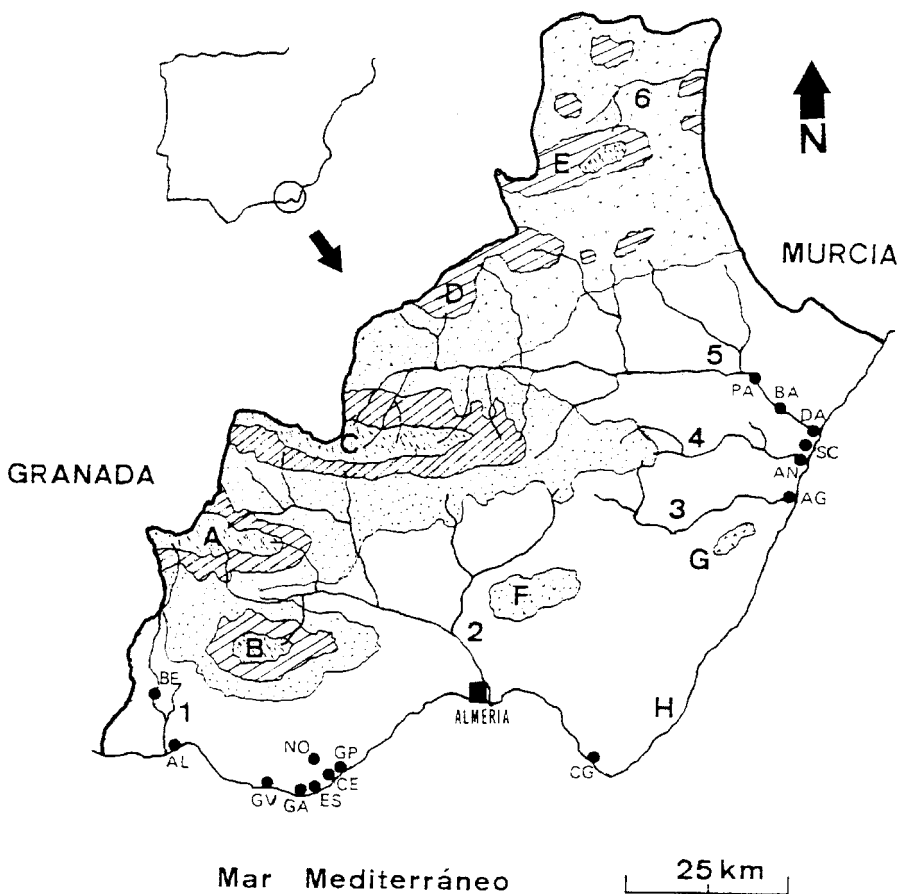 6
N
E
MURCIA
D
5
PA
BA
DA
C
4
SC
AN
GRANADA
3
AG
A
G
F
2
B
BE
H
1
ALMERIA
NO
GP
AL
CE
CG
GV
GA
ES
Mar Mediterráneo
25 km